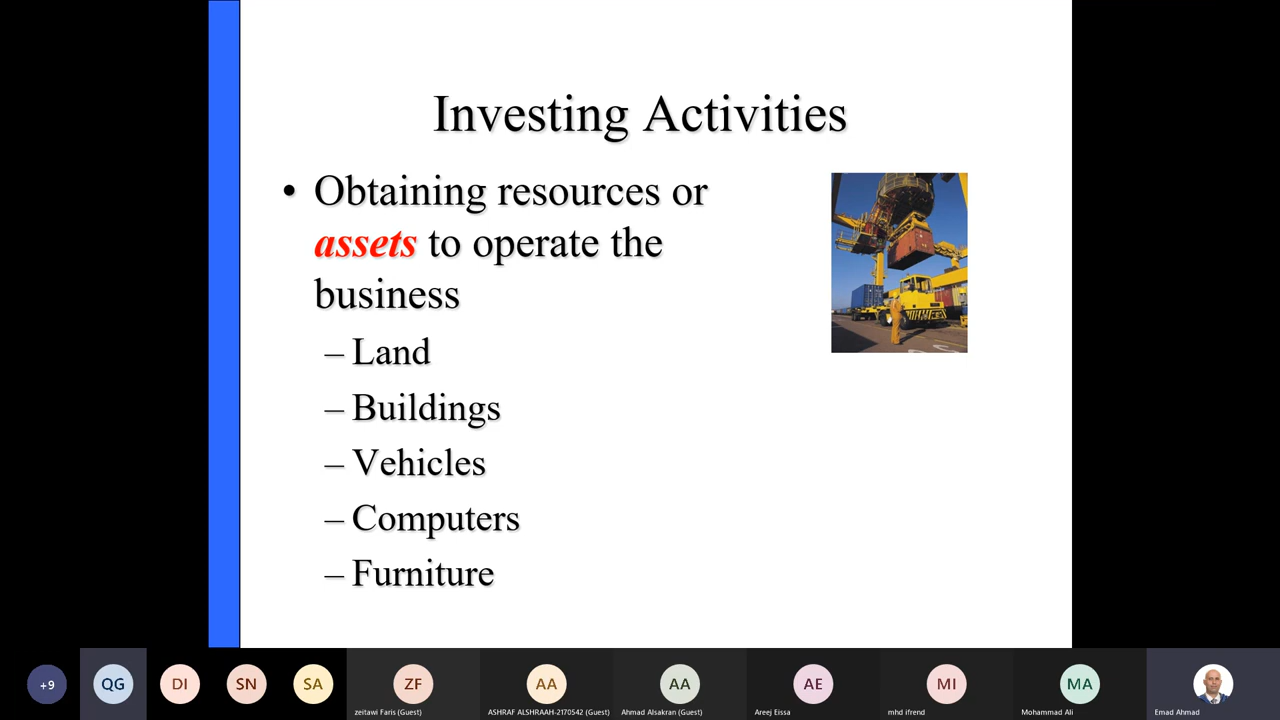 Investing Activities
• Obtaining resources or
assets to operate the
business
– Land
– Buildings
– Vehicles
– Computers
– Furniture
+9
QG
DI
SN
SA
ZF
zeitawi Faris (Guest)
AA
ASHRAF ALSHRAAH-2170542 (Guest)
AA
Ahmad Alsakran (Guest)
AE
Areej Eissa
MI
mhd ifrend
MA
Mohammad Ali
Emad Ahmad